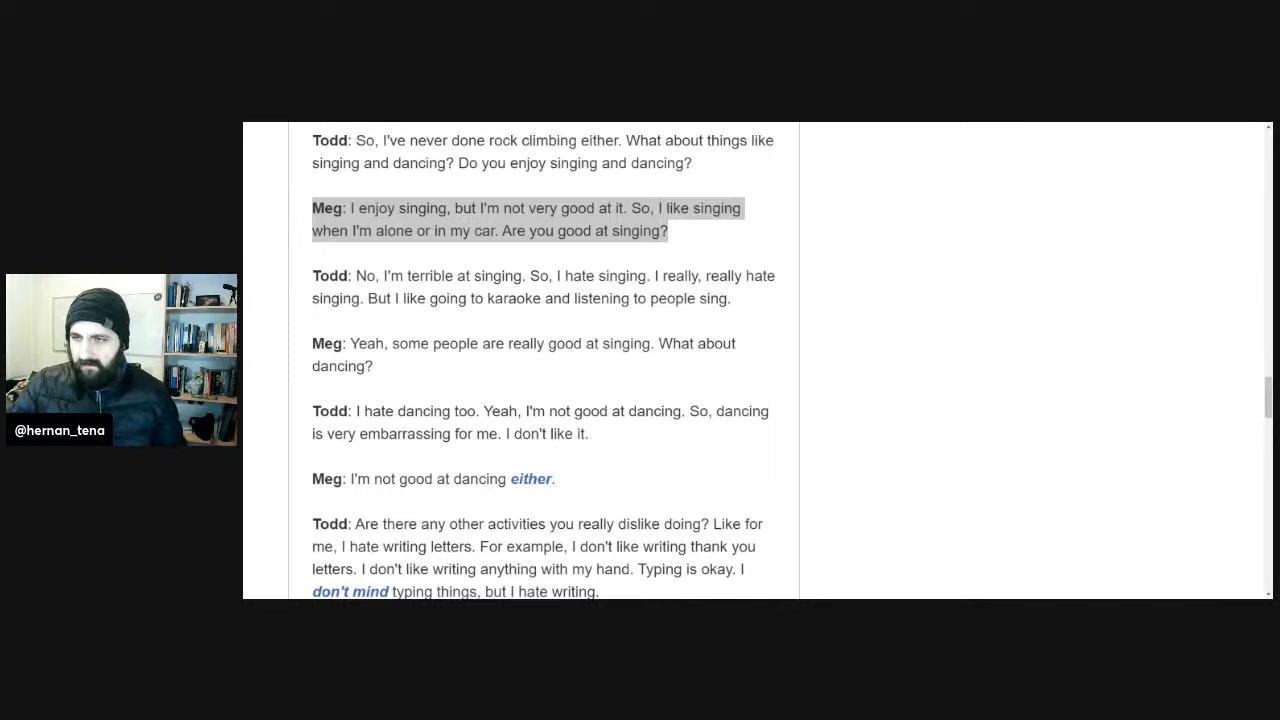 Todd: So, I've never done rock climbing either. What about things like
singing and dancing? Do you enjoy singing and dancing?
Meg: I enjoy singing, but I'm not very good at it. So, I like singing
when I'm alone or in my car. Are you good at singing?
Todd: No, I'm terrible at singing. So, I hate singing. I really, really hate
singing. But I like going to karaoke and listening to people sing.
Meg: Yeah, some people are really good at singing. What about
dancing?
Todd: I hate dancing too. Yeah, I'm not good at dancing. So, dancing
is very embarrassing for me. I don't like it.
Meg: I'm not good at dancing either.
Todd: Are there any other activities you really dislike doing? Like for
me, I hate writing letters. For example, I don't like writing thank you
letters. I don't like writing anything with my hand. Typing is okay. I
don't mind typing things, but I hate writing.
@hernan_tena